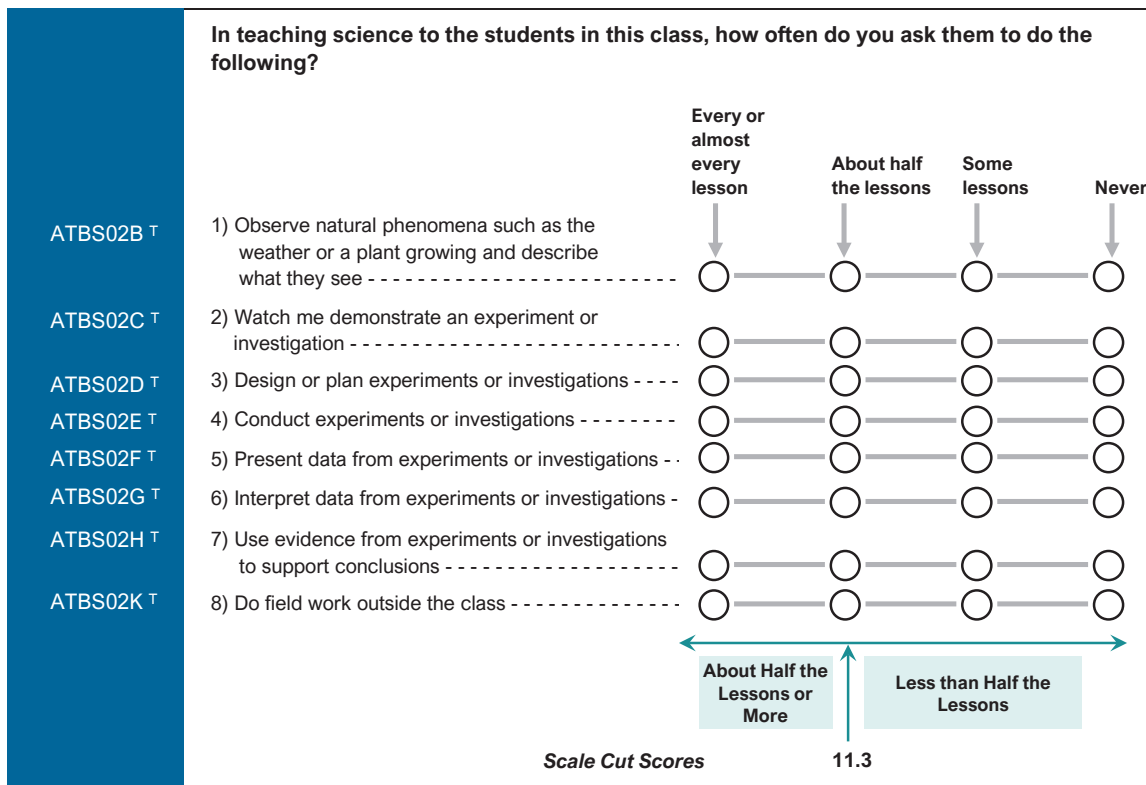 In teaching science to the students in this class, how often do you ask them to do the
following?
Every or
almost
every
lesson
About half
the lessons
Some
lessons
Never
ATBS02B T
1) Observe natural phenomena such as the
weather or a plant growing and describe
what they see - - - - - - - - - - - - - - - - - - - - - - - - - -
ATBS02C T
2) Watch me demonstrate an experiment or
investigation - - - - - - - - - - - - - - - - - - - - - - - - - - - -
ATBS02D T
3) Design or plan experiments or investigations - - - -
ATBS02E T
4) Conduct experiments or investigations - - - - - - - -
ATBS02F T
5) Present data from experiments or investigations - -
ATBS02G T
6) Interpret data from experiments or investigations -
ATBS02H T
7) Use evidence from experiments or investigations
to support conclusions - - - - - - - - - - - - - - - - - - -
ATBS02K T
8) Do field work outside the class - - - - - - - - - - - - - -
About Half the
Lessons or
More
Less than Half the
Lessons
Scale Cut Scores 11.3